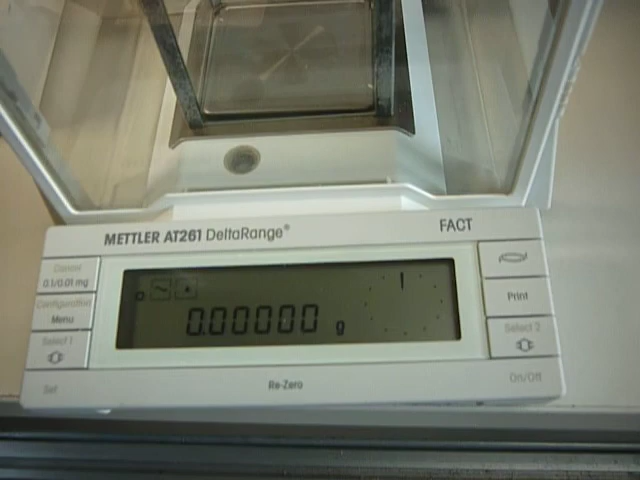 METTLER AT261 DeltaRange®
FACT
Control
0.1/0.01 mg
Configuration
Menu
Select 1
Print
Select 2
0.00000 g
Set
Re-Zero
On/Off